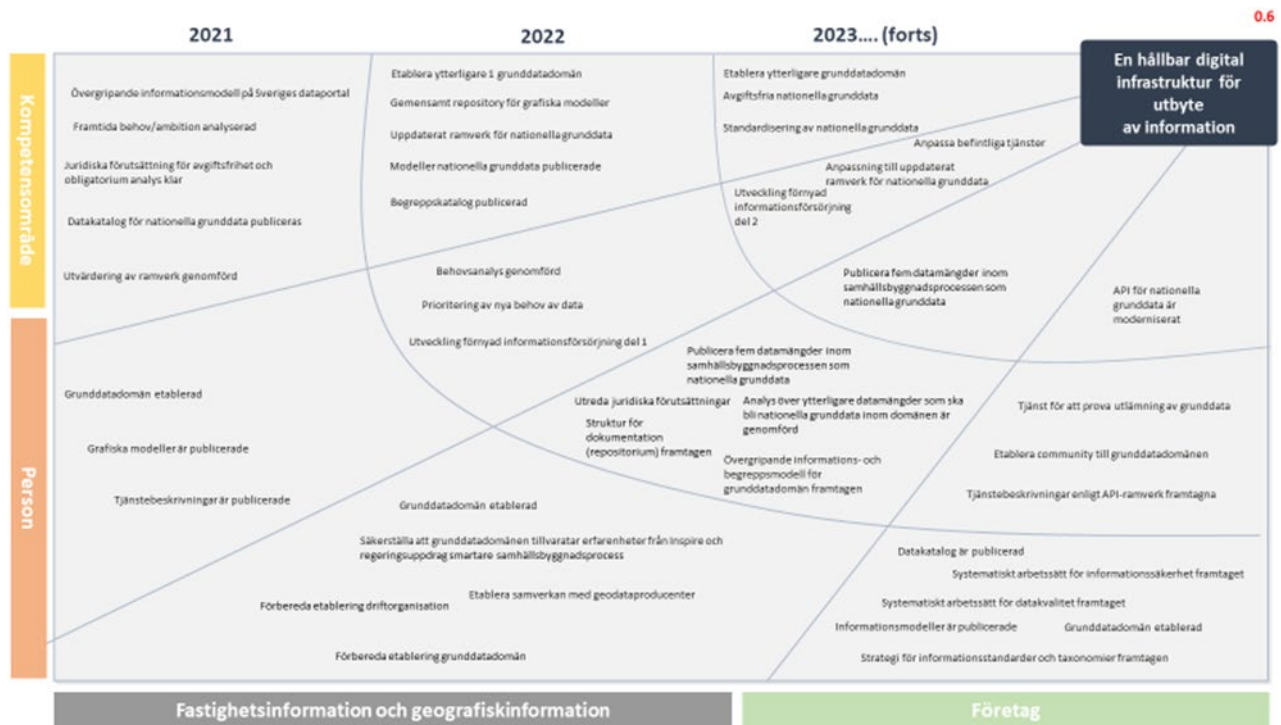 0.6
2021
2022
2023.... (forts)
En hållbar digital
infrastruktur för
utbyte
av information
Kompetensområde
Övergripande informationsmodell på Sveriges dataportal
Framtida behov/ambition analyserad
Juridiska förutsättning för avgiftsfrihet och
obligatorium analys klar
Datakatalog för nationella grunddata publiceras
Utvärdering av ramverk genomförd
Etablera ytterligare 1 grunddatadomän
Gemensamt repository för grafiska modeller
Uppdaterat ramverk för nationella grunddata
Modeller nationella grunddata publicerade
Begreppskatalog publicerad
Etablera ytterligare grunddatadomän
Avgiftsfria nationella grunddata
Standardisering av nationella grunddata
Anpassa befintliga tjänster
Anpassning till uppdaterat
ramverk för nationella grunddata
Utveckling förnyad
informationsförsörjning
del 2
Behovsanalys genomförd
Prioritering av nya behov av data
Utveckling förnyad informationsförsörjning del 1
Publicera fem datamängder inom
samhällsbyggnadsprocessen som
nationella grunddata
API för nationella
grunddata är
moderniserat
Person
Grunddatadomän etablerad
Grafiska modeller är publicerade
Tjänstebeskrivningar är publicerade
Publicera fem datamängder inom
samhällsbyggnadsprocessen som
nationella grunddata
Utreda juridiska förutsättningar
Analys över ytterligare datamängder som ska
bli nationella grunddata inom domänen är
genomförd
Struktur för
dokumentation
(repositorium) framtagen
Övergripande informations- och
begreppsmodell för
grunddatadomän framtagen
Grunddatadomän etablerad
Säkerställa att grunddatadomänen tillvaratar erfarenheter från Inspire och
regeringsuppdrag smartare samhällsbyggnadsprocess
Etablera samverkan med geodataproducenter
Förbereda etablering driftorganisation
Förbereda etablering grunddatadomän
Tjänst för att prova utlämning av grunddata
Etablera community till grunddatadomänen
Tjänstebeskrivningar enligt API-ramverk framtagna
Datakatalog är publicerad
Systematiskt arbetssätt för informationssäkerhet framtaget
Systematiskt arbetssätt för datakvalitet framtaget
Informationsmodeller är publicerade
Grunddatadomän etablerad
Strategi för informationsstandarder och taxonomier framtagen
Fastighetsinformation och geografiskinformation
Företag